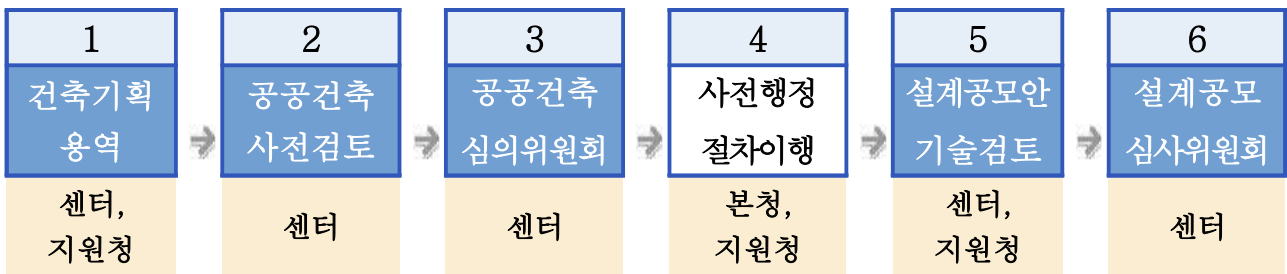 1
건축기획
용역
센터,
지원청
2
공공건축
사전검토
센터
3
공공건축
심의위원회
센터
4
사전행정
절차이행
본청,
지원청
5
설계공모안
기술검토
센터,
지원청
6
설계공모
심사위원회
센터